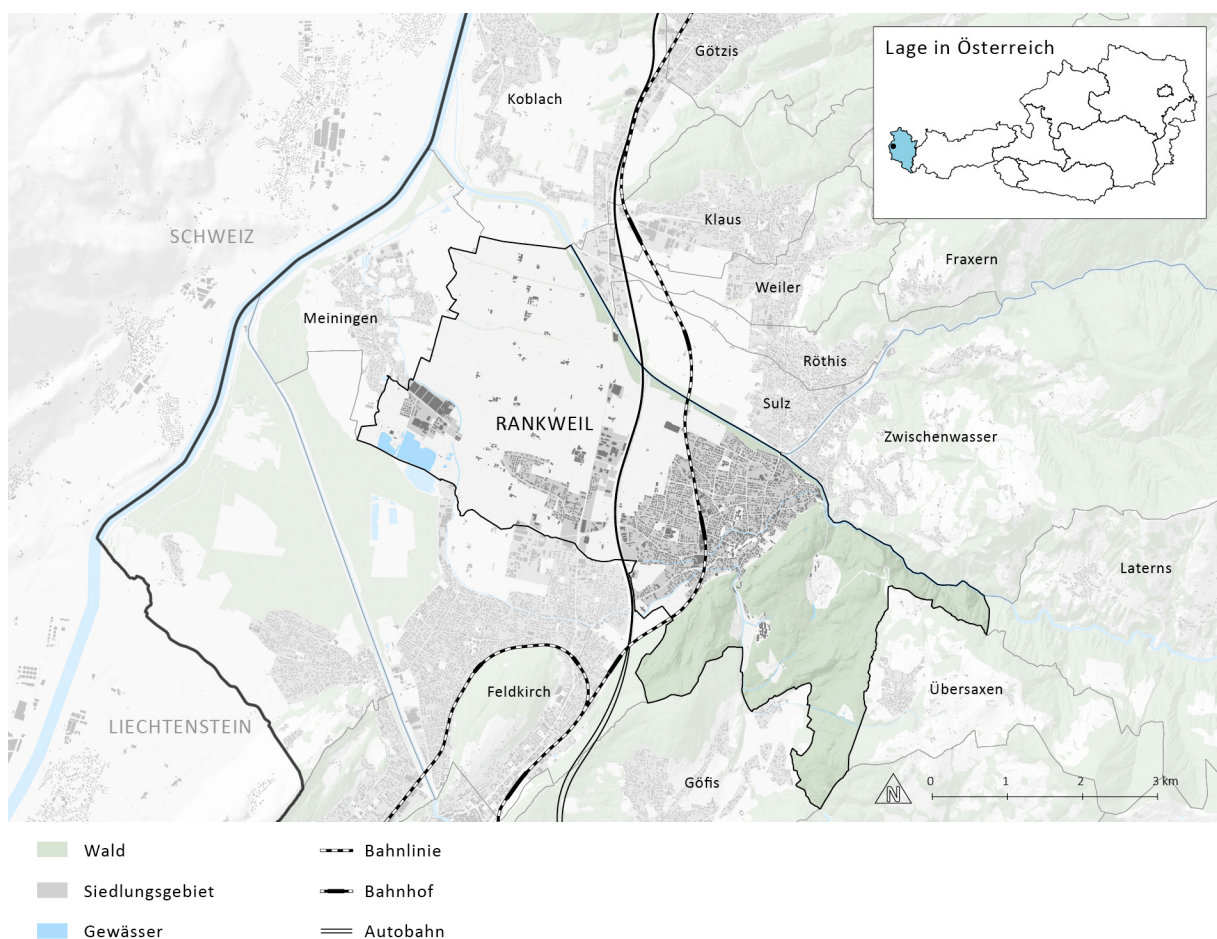 Götzis
Lage in Österreich
Koblach
Klaus
SCHWEIZ
Fraxern
Weiler
Meiningen
Röthis
Sulz
RANKWEIL
Zwischenwasser
Laterns
Feldkirch
Übersaxen
LIECHTENSTEIN
Göfis
N
0 1 2 3 km
Wald
Bahnlinie
Siedlungsgebiet
Bahnhof
Gewässer
Autobahn